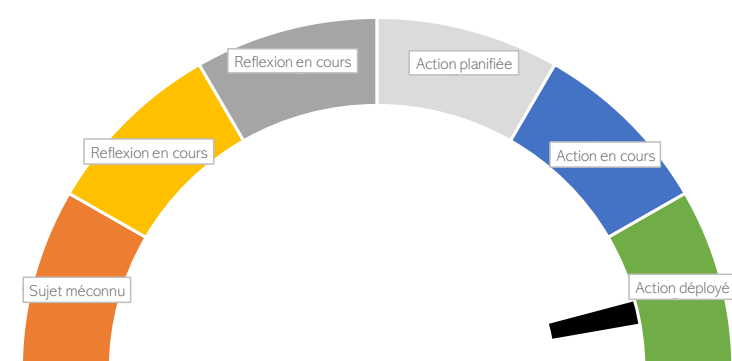 Reflexion en cours
Action planifiée
Reflexion en cours
Action en cours
Sujet méconnu
Action déployé